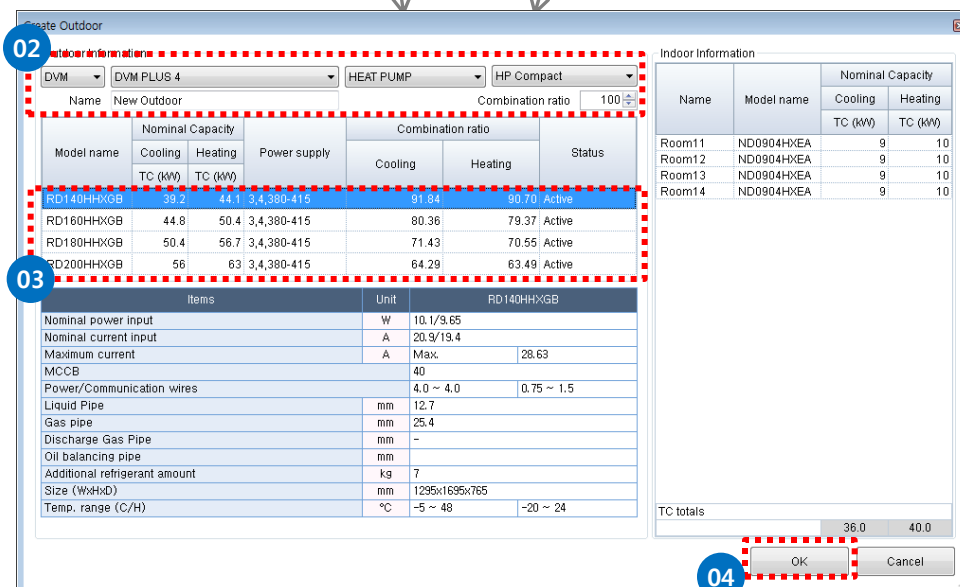 Create Outdoor
02
Outdoor Information
DVM DVM PLUS 4 HEAT PUMP HP Compact
Name New Outdoor Combination ratio 100
Model name Nominal Capacity Power supply Combination ratio Status
Cooling Heating Cooling Heating
TC (kW) TC (kW)
RD140HHXGB 39.2 44.1 3,4,380-415 91.84 90.70 Active
RD160HHXGB 44.8 50.4 3,4,380-415 80.36 79.37 Active
RD180HHXGB 50.4 56.7 3,4,380-415 71.43 70.55 Active
RD200HHXGB 56 63 3,4,380-415 64.29 63.49 Active
03
Items Unit RD140HHXGB
Nominal power input W 10.1/9.65
Nominal current input A 20.9/19.4
Maximum current A Max. 28.63
MCCB 40
Power/Communication wires 4.0 ~ 4.0 0.75 ~ 1.5
Liquid Pipe mm 12.7
Gas pipe mm 25.4
Discharge Gas Pipe mm -
Oil balancing pipe mm
Additional refrigerant amount kg 7
Size (WxHxD) mm 1295x1695x765
Temp. range (C/H) °C -5 ~ 48 -20 ~ 24
Indoor Information
Name Model name Nominal Capacity
Cooling Heating
TC (kW) TC (kW)
Room11 ND0904HXEA 9 10
Room12 ND0904HXEA 9 10
Room13 ND0904HXEA 9 10
Room14 ND0904HXEA 9 10
TC totals
36.0 40.0
04
OK Cancel